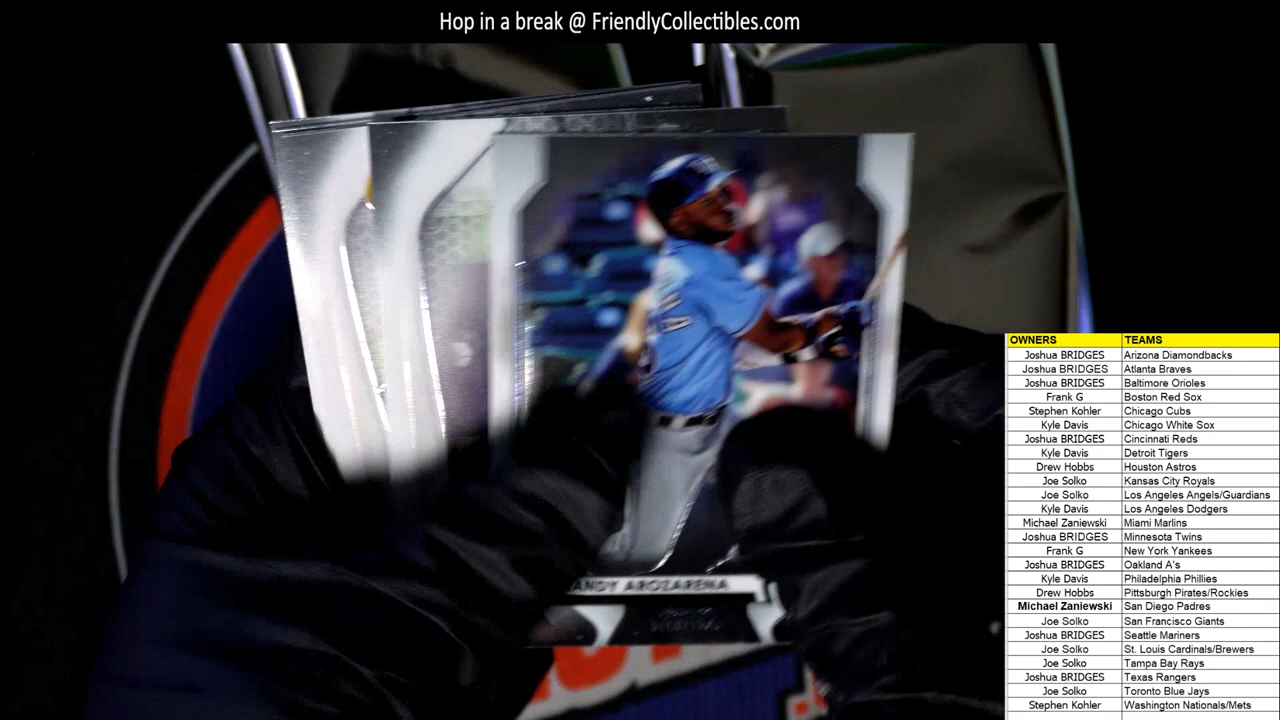 Hop in a break @ FriendlyCollectibles.com
ANDY AROZARENA
OWNERS TEAMS
Joshua BRIDGES Arizona Diamondbacks
Joshua BRIDGES Atlanta Braves
Joshua BRIDGES Baltimore Orioles
Frank G Boston Red Sox
Stephen Kohler Chicago Cubs
Kyle Davis Chicago White Sox
Joshua BRIDGES Cincinnati Reds
Kyle Davis Detroit Tigers
Drew Hobbs Houston Astros
Joe Solko Kansas City Royals
Joe Solko Los Angeles Angels/Guardians
Kyle Davis Los Angeles Dodgers
Michael Zaniewski Miami Marlins
Joshua BRIDGES Minnesota Twins
Frank G New York Yankees
Joshua BRIDGES Oakland A's
Kyle Davis Philadelphia Phillies
Drew Hobbs Pittsburgh Pirates/Rockies
Michael Zaniewski San Diego Padres
Joe Solko San Francisco Giants
Joshua BRIDGES Seattle Mariners
Joe Solko St. Louis Cardinals/Brewers
Joe Solko Tampa Bay Rays
Joshua BRIDGES Texas Rangers
Joe Solko Toronto Blue Jays
Stephen Kohler Washington Nationals/Mets